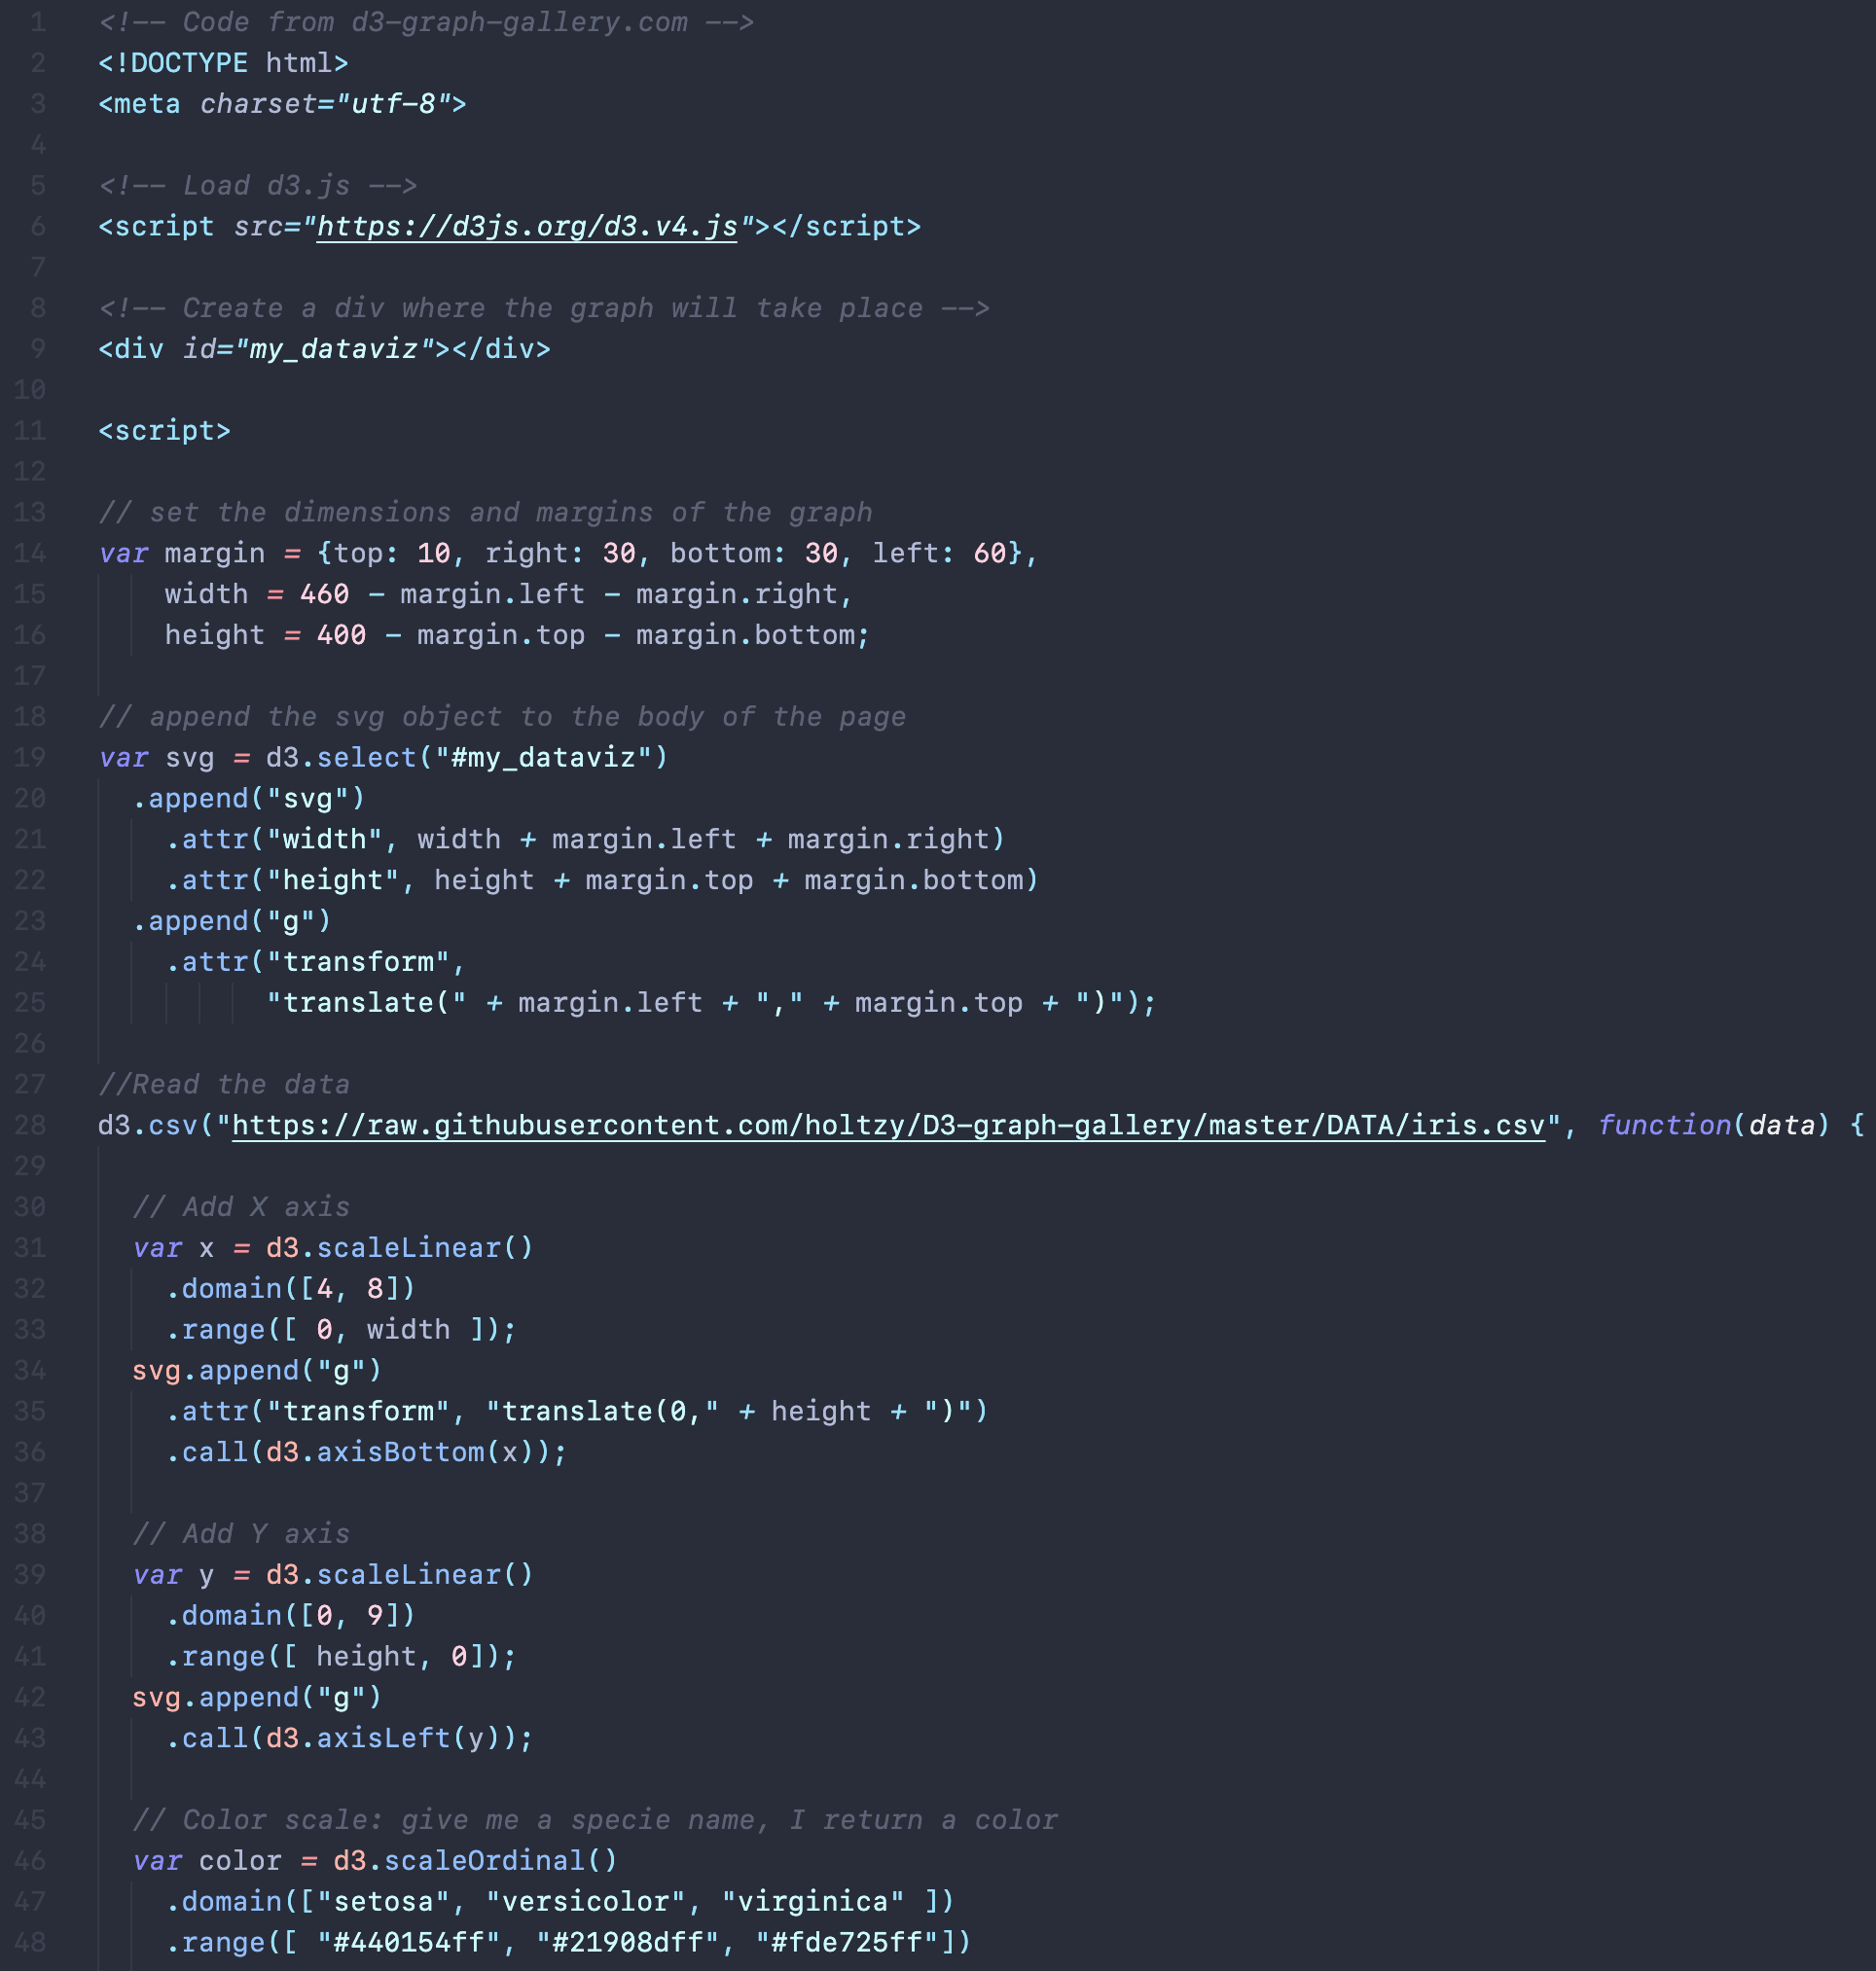 1 <!-- Code from d3-graph-gallery.com -->
2 <!DOCTYPE html>
3 <meta charset="utf-8">
4
5 <!-- Load d3.js -->
6 <script src="https://d3js.org/d3.v4.js"></script>
7
8 <!-- Create a div where the graph will take place -->
9 <div id="my_dataviz"></div>
10
11 <script>
12
13 // set the dimensions and margins of the graph
14 var margin = {top: 10, right: 30, bottom: 30, left: 60},
15     width = 460 - margin.left - margin.right,
16     height = 400 - margin.top - margin.bottom;
17
18 // append the svg object to the body of the page
19 var svg = d3.select("#my_dataviz")
20   .append("svg")
21     .attr("width", width + margin.left + margin.right)
22     .attr("height", height + margin.top + margin.bottom)
23   .append("g")
24     .attr("transform",
25           "translate(" + margin.left + "," + margin.top + ")");
26
27 //Read the data
28 d3.csv("https://raw.githubusercontent.com/holtzy/D3-graph-gallery/master/DATA/iris.csv", function(data) {
29
30   // Add X axis
31   var x = d3.scaleLinear()
32     .domain([4, 8])
33     .range([ 0, width ]);
34   svg.append("g")
35     .attr("transform", "translate(0," + height + ")")
36     .call(d3.axisBottom(x));
37
38   // Add Y axis
39   var y = d3.scaleLinear()
40     .domain([0, 9])
41     .range([ height, 0]);
42   svg.append("g")
43     .call(d3.axisLeft(y));
44
45   // Color scale: give me a specie name, I return a color
46   var color = d3.scaleOrdinal()
47     .domain(["setosa", "versicolor", "virginica" ])
48     .range([ "#440154ff", "#21908dff", "#fde725ff"])